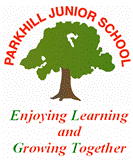 PARKHILL JUNIOR SCHOOL
Enjoying Learning
and
Growing Together